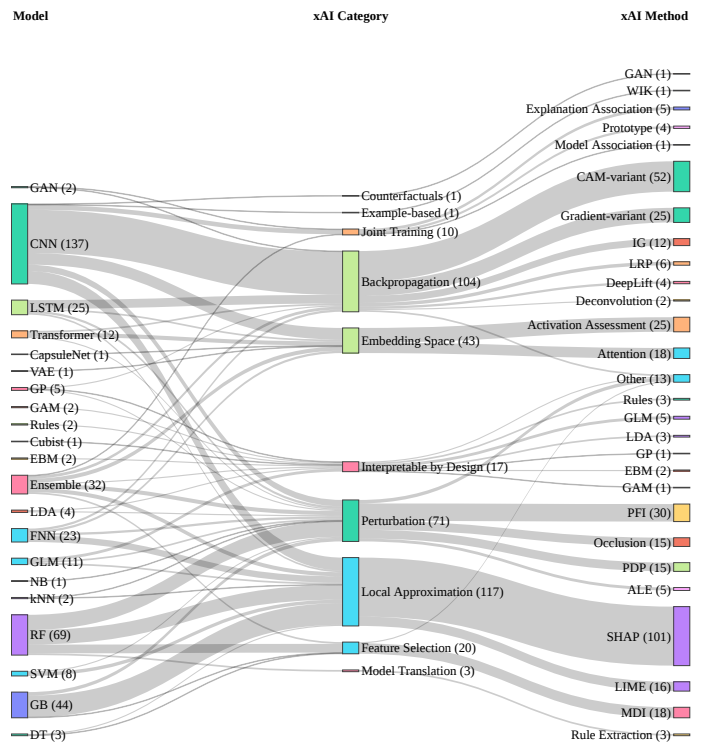 Model
xAI Category
xAI Method
GAN (2)
CNN (137)
LSTM (25)
Transformer (12)
CapsuleNet (1)
VAE (1)
GP (5)
GAM (2)
Rules (2)
Cubist (1)
EBM (2)
Ensemble (32)
LDA (4)
FNN (23)
GLM (11)
NB (1)
kNN (2)
RF (69)
SVM (8)
GB (44)
DT (3)
Counterfactuals (1)
Example-based (1)
Joint Training (10)
Backpropagation (104)
Embedding Space (43)
Interpretable by Design (17)
Perturbation (71)
Local Approximation (117)
Feature Selection (20)
Model Translation (3)
GAN (1)
WIK (1)
Explanation Association (5)
Prototype (4)
Model Association (1)
CAM-variant (52)
Gradient-variant (25)
IG (12)
LRP (6)
DeepLift (4)
Deconvolution (2)
Activation Assessment (25)
Attention (18)
Other (13)
Rules (3)
GLM (5)
LDA (3)
GP (1)
EBM (2)
GAM (1)
PFI (30)
Occlusion (15)
PDP (15)
ALE (5)
SHAP (101)
LIME (16)
MDI (18)
Rule Extraction (3)